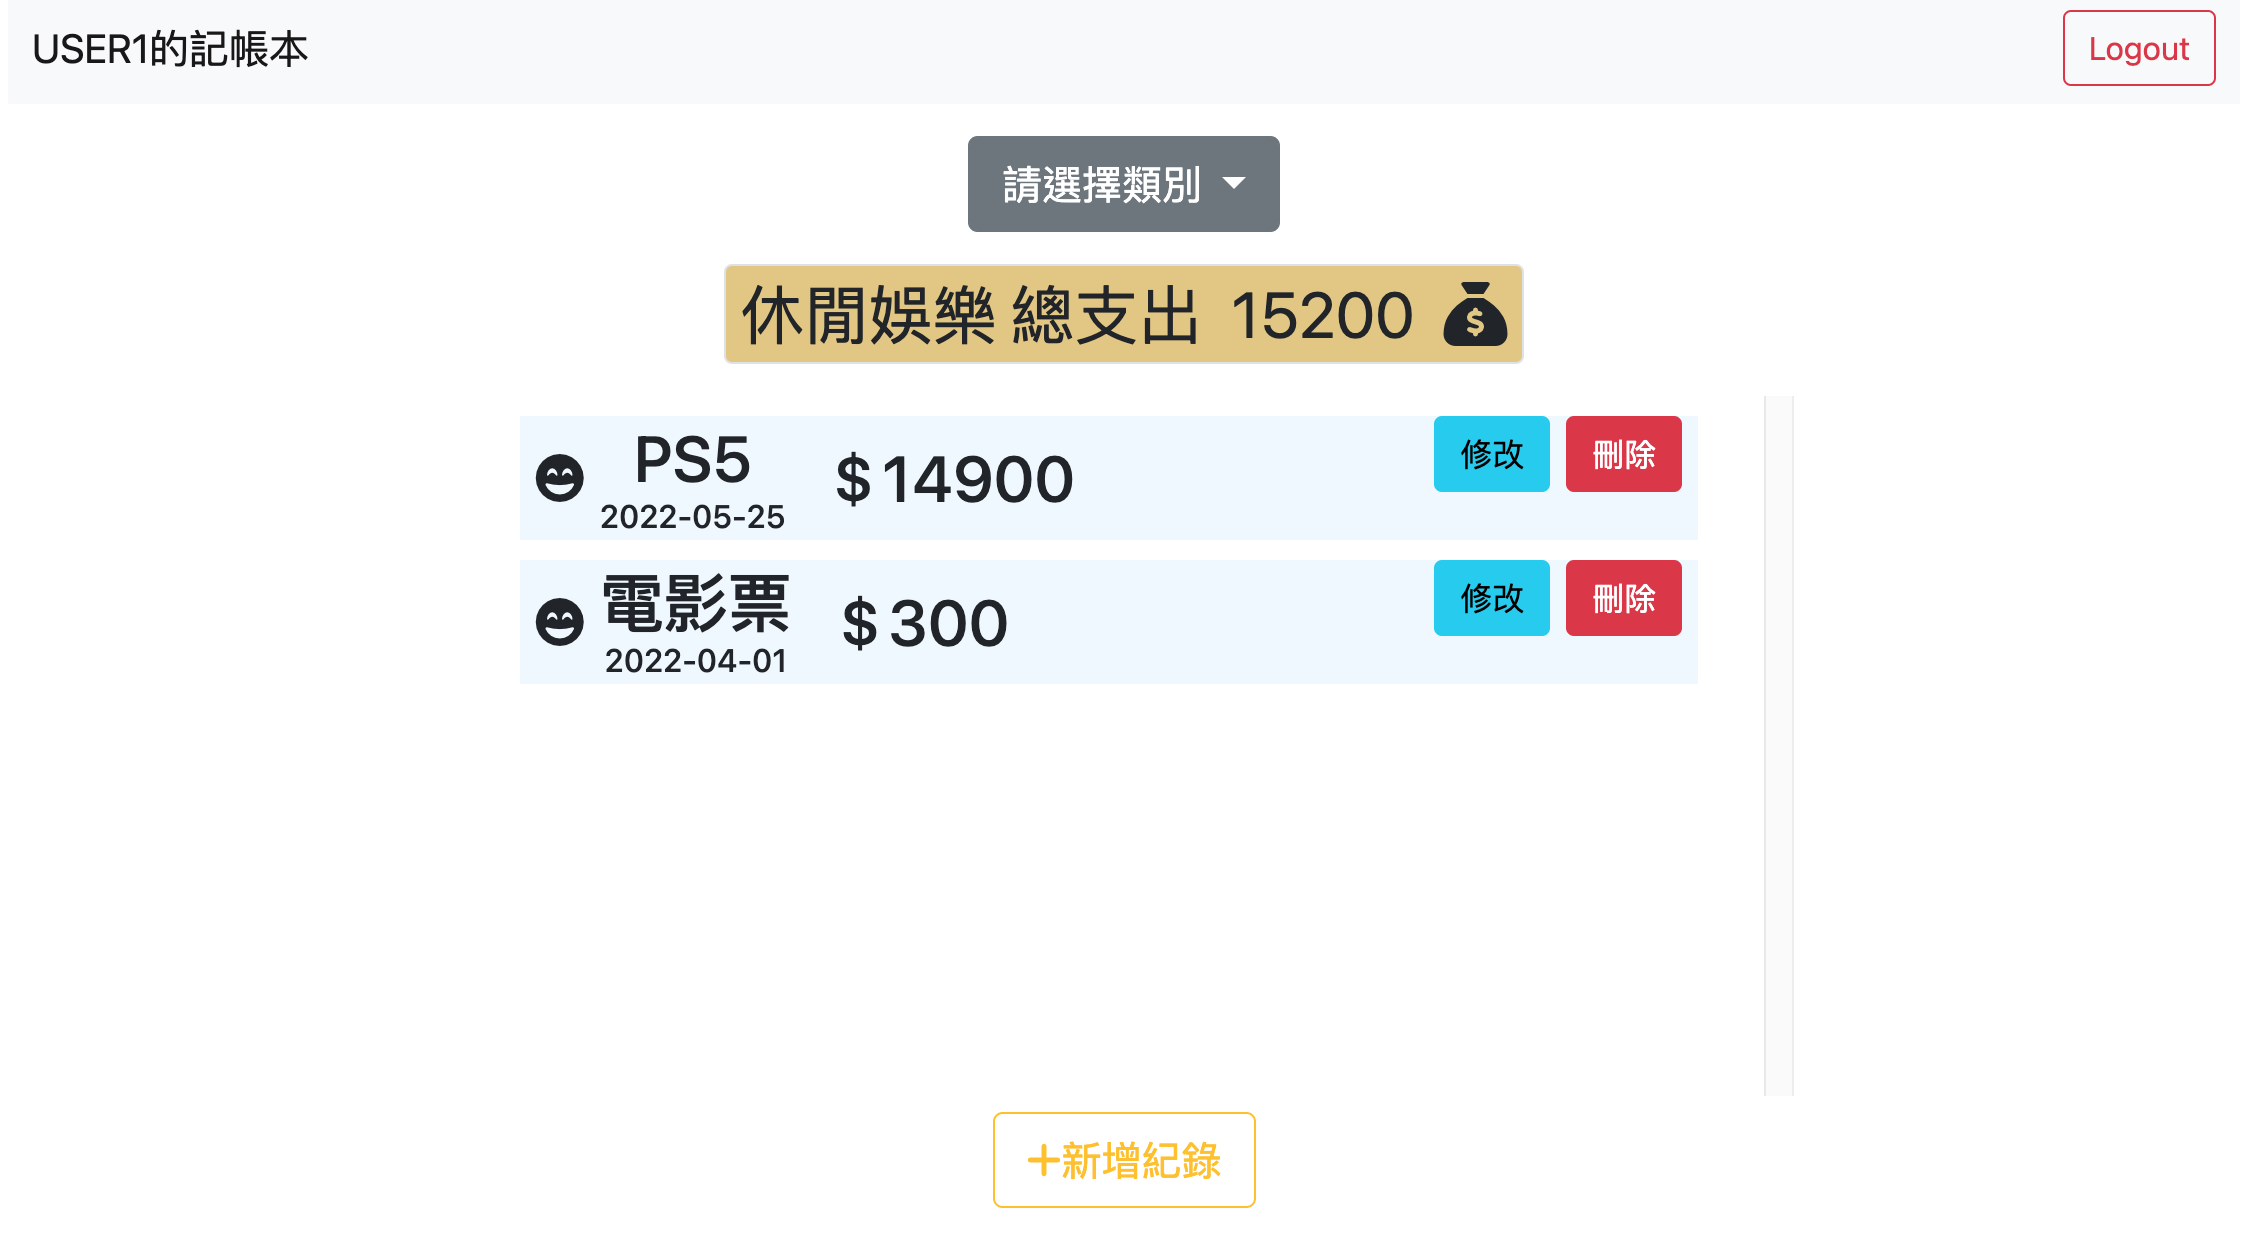 USER1的記帳本
Logout
請選擇類別
休閒娛樂 總支出 15200
PS5
2022-05-25
$ 14900
修改
刪除
電影票
2022-04-01
$ 300
修改
刪除
+新增紀錄